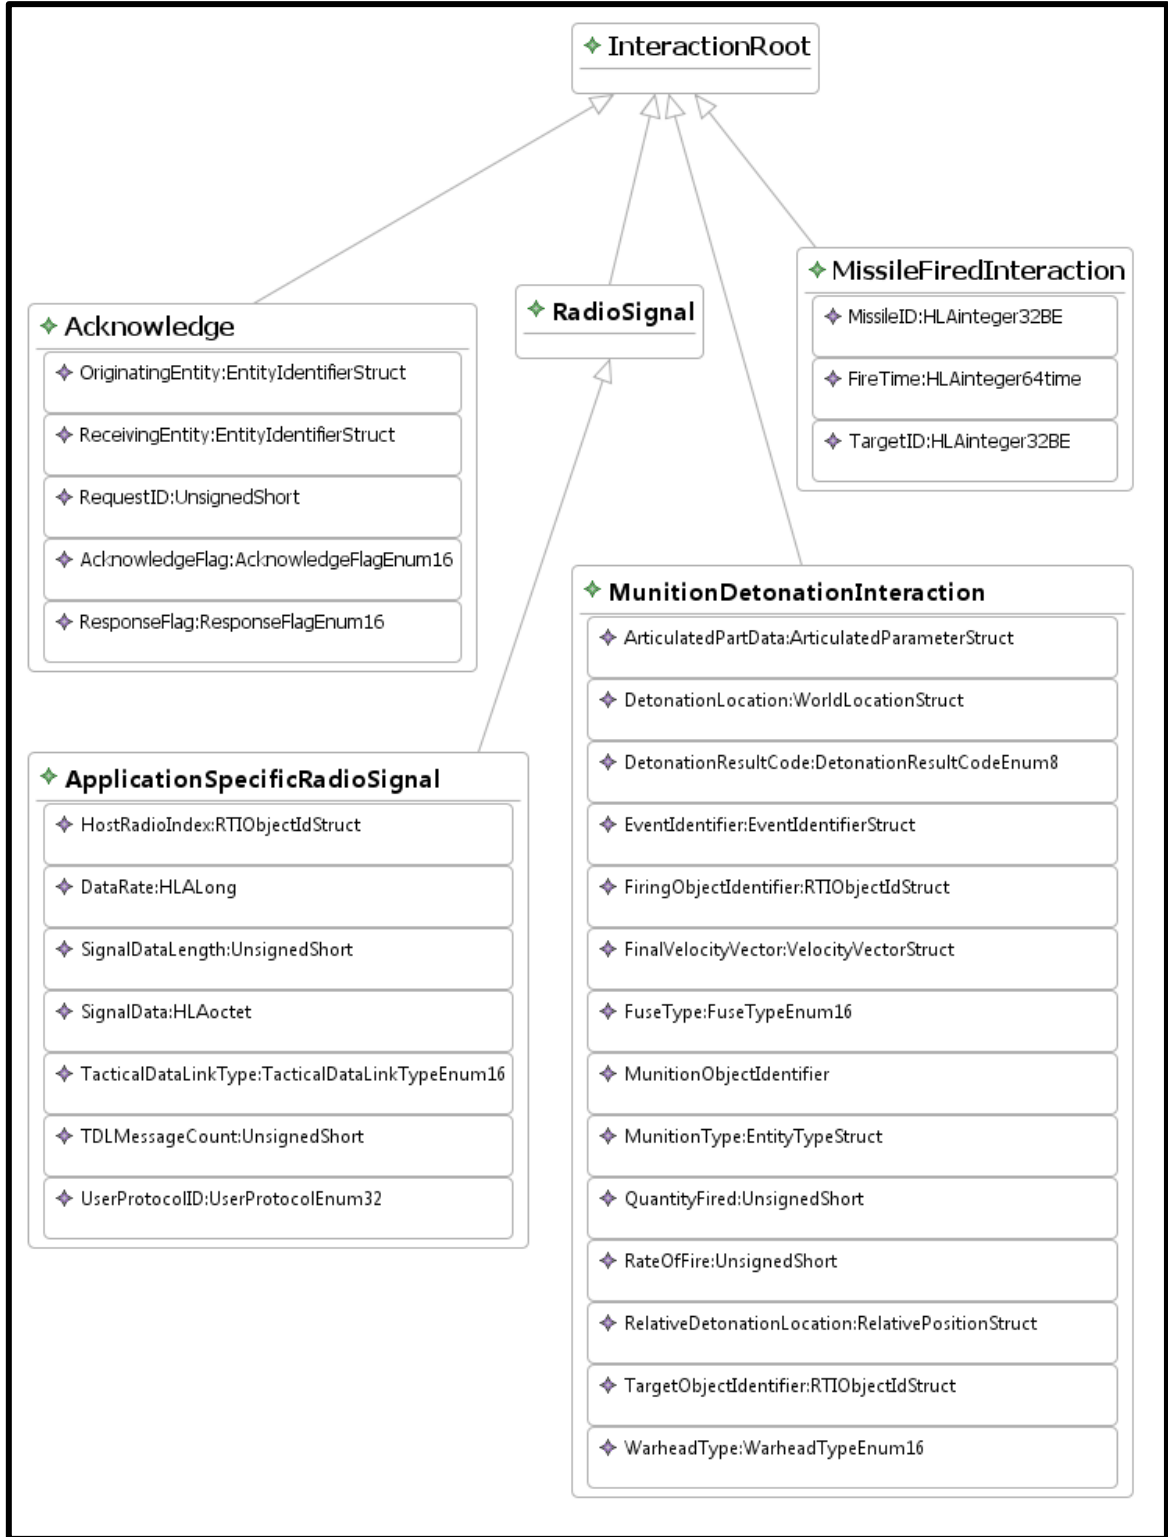 InteractionRoot
Acknowledge
OriginatingEntity:EntityIdentifierStruct
ReceivingEntity:EntityIdentifierStruct
RequestID:UnsignedShort
AcknowledgeFlag:AcknowledgeFlagEnum16
ResponseFlag:ResponseFlagEnum16
RadioSignal
MissileFiredInteraction
MissileID:HLAinteger32BE
FireTime:HLAinteger64time
TargetID:HLAinteger32BE
ApplicationSpecificRadioSignal
HostRadioIndex:RTIObjectIdStruct
DataRate:HLALong
SignalDataLength:UnsignedShort
SignalData:HLAoctet
TacticalDataLinkType:TacticalDataLinkTypeEnum16
TDLMessageCount:UnsignedShort
UserProtocolID:UserProtocolEnum32
MunitionDetonationInteraction
ArticulatedPartData:ArticulatedParameterStruct
DetonationLocation:WorldLocationStruct
DetonationResultCode:DetonationResultCodeEnum8
EventIdentifier:EventIdentifierStruct
FiringObjectIdentifier:RTIObjectIdStruct
FinalVelocityVector:VelocityVectorStruct
FuseType:FuseTypeEnum16
MunitionObjectIdentifier
MunitionType:EntityTypeStruct
QuantityFired:UnsignedShort
RateOfFire:UnsignedShort
RelativeDetonationLocation:RelativePositionStruct
TargetObjectIdentifier:RTIObjectIdStruct
WarheadType:WarheadTypeEnum16